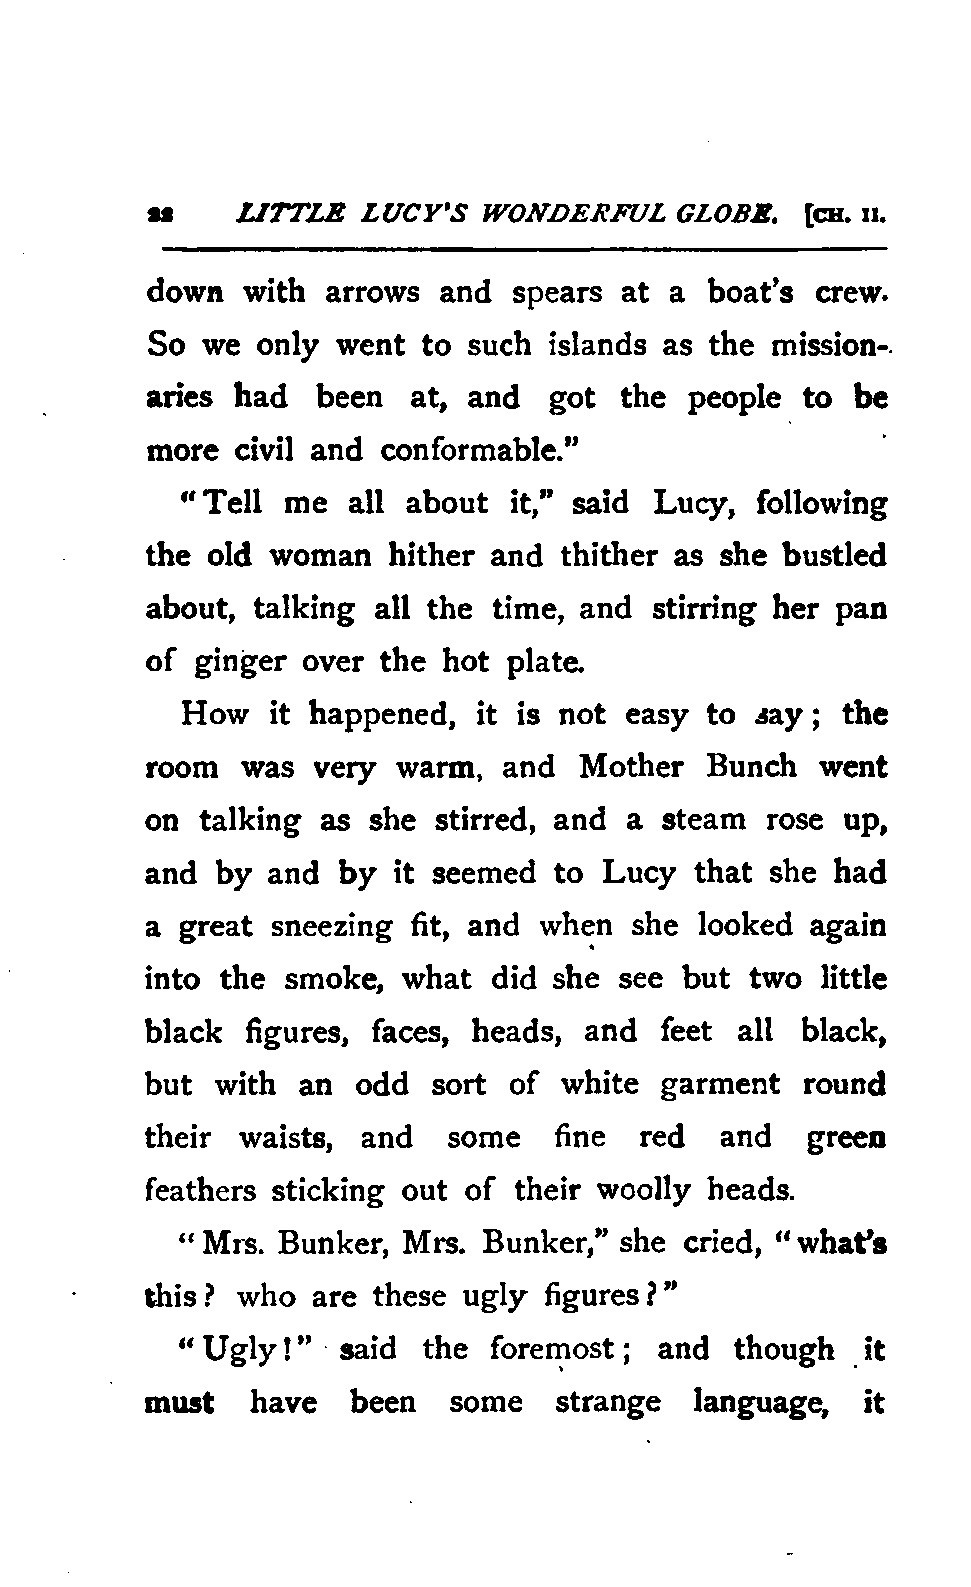 22 LITTLE LUCY'S WONDERFUL GLOBE. [CH. II.
down with arrows and spears at a boat's crew.
So we only went to such islands as the mission-
aries had been at, and got the people to be
more civil and conformable."
"Tell me all about it," said Lucy, following
the old woman hither and thither as she bustled
about, talking all the time, and stirring her pan
of ginger over the hot plate.
How it happened, it is not easy to say; the
room was very warm, and Mother Bunch went
on talking as she stirred, and a steam rose up,
and by and by it seemed to Lucy that she had
a great sneezing fit, and when she looked again
into the smoke, what did she see but two little
black figures, faces, heads, and feet all black,
but with an odd sort of white garment round
their waists, and some fine red and green
feathers sticking out of their woolly heads.
"Mrs. Bunker, Mrs. Bunker," she cried, "what's
this? who are these ugly figures?"
"Ugly!" said the foremost; and though it
must have been some strange language, it